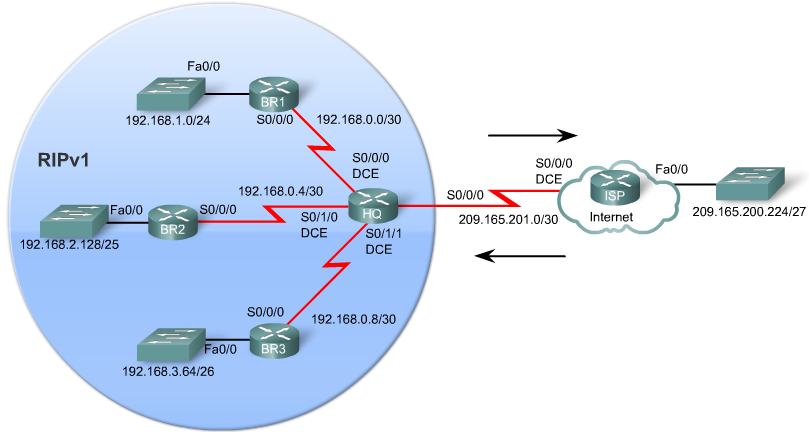 Fa0/0
BR1
192.168.1.0/24
S0/0/0
192.168.0.0/30
RIPv1
S0/0/0
DCE
192.168.0.4/30
Fa0/0
S0/0/0
BR2
192.168.2.128/25
S0/1/0
DCE
HQ
S0/1/1
DCE
S0/0/0
209.165.201.0/30
S0/0/0
DCE
ISP
Internet
Fa0/0
209.165.200.224/27
S0/0/0
192.168.0.8/30
Fa0/0
BR3
192.168.3.64/26